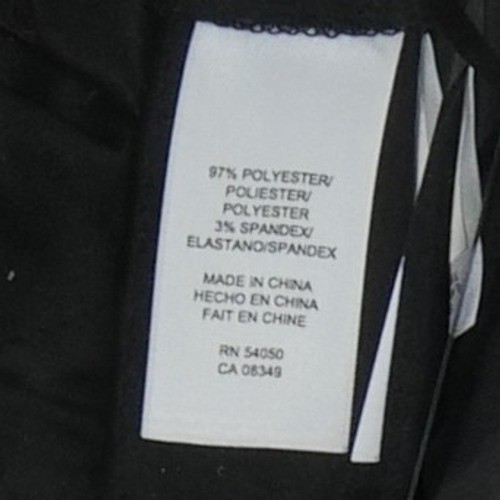 97% POLYESTER/
POLIESTER/
POLYESTER
3% SPANDEX/
ELASTANO/SPANDEX
MADE IN CHINA
HECHO EN CHINA
FAIT EN CHINE
RN 54050
CA 08349